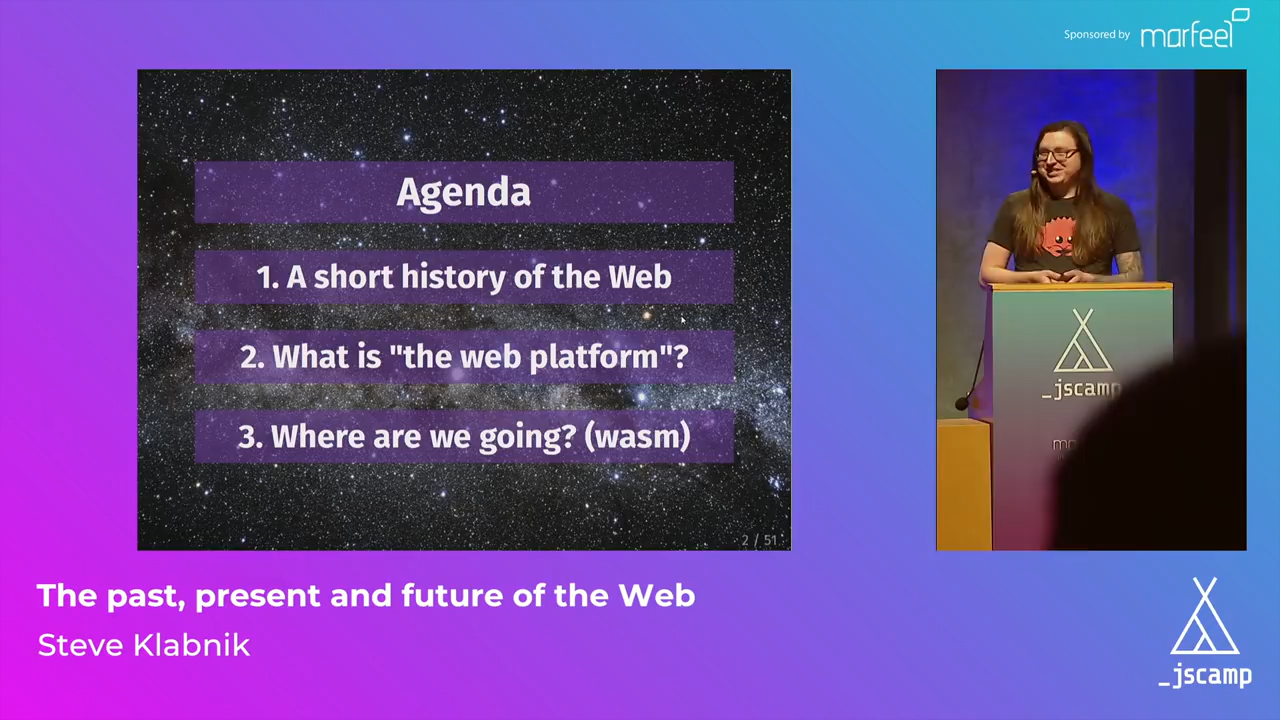 Sponsored by marfeel
Agenda
1. A short history of the Web
2. What is "the web platform"?
3. Where are we going? (wasm)
2 / 51
_jscamp
The past, present and future of the Web
Steve Klabnik
_jscamp